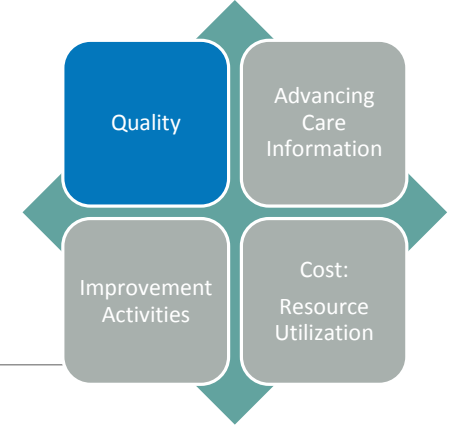 Quality
Advancing
Care
Information
Improvement
Activities
Cost:
Resource
Utilization